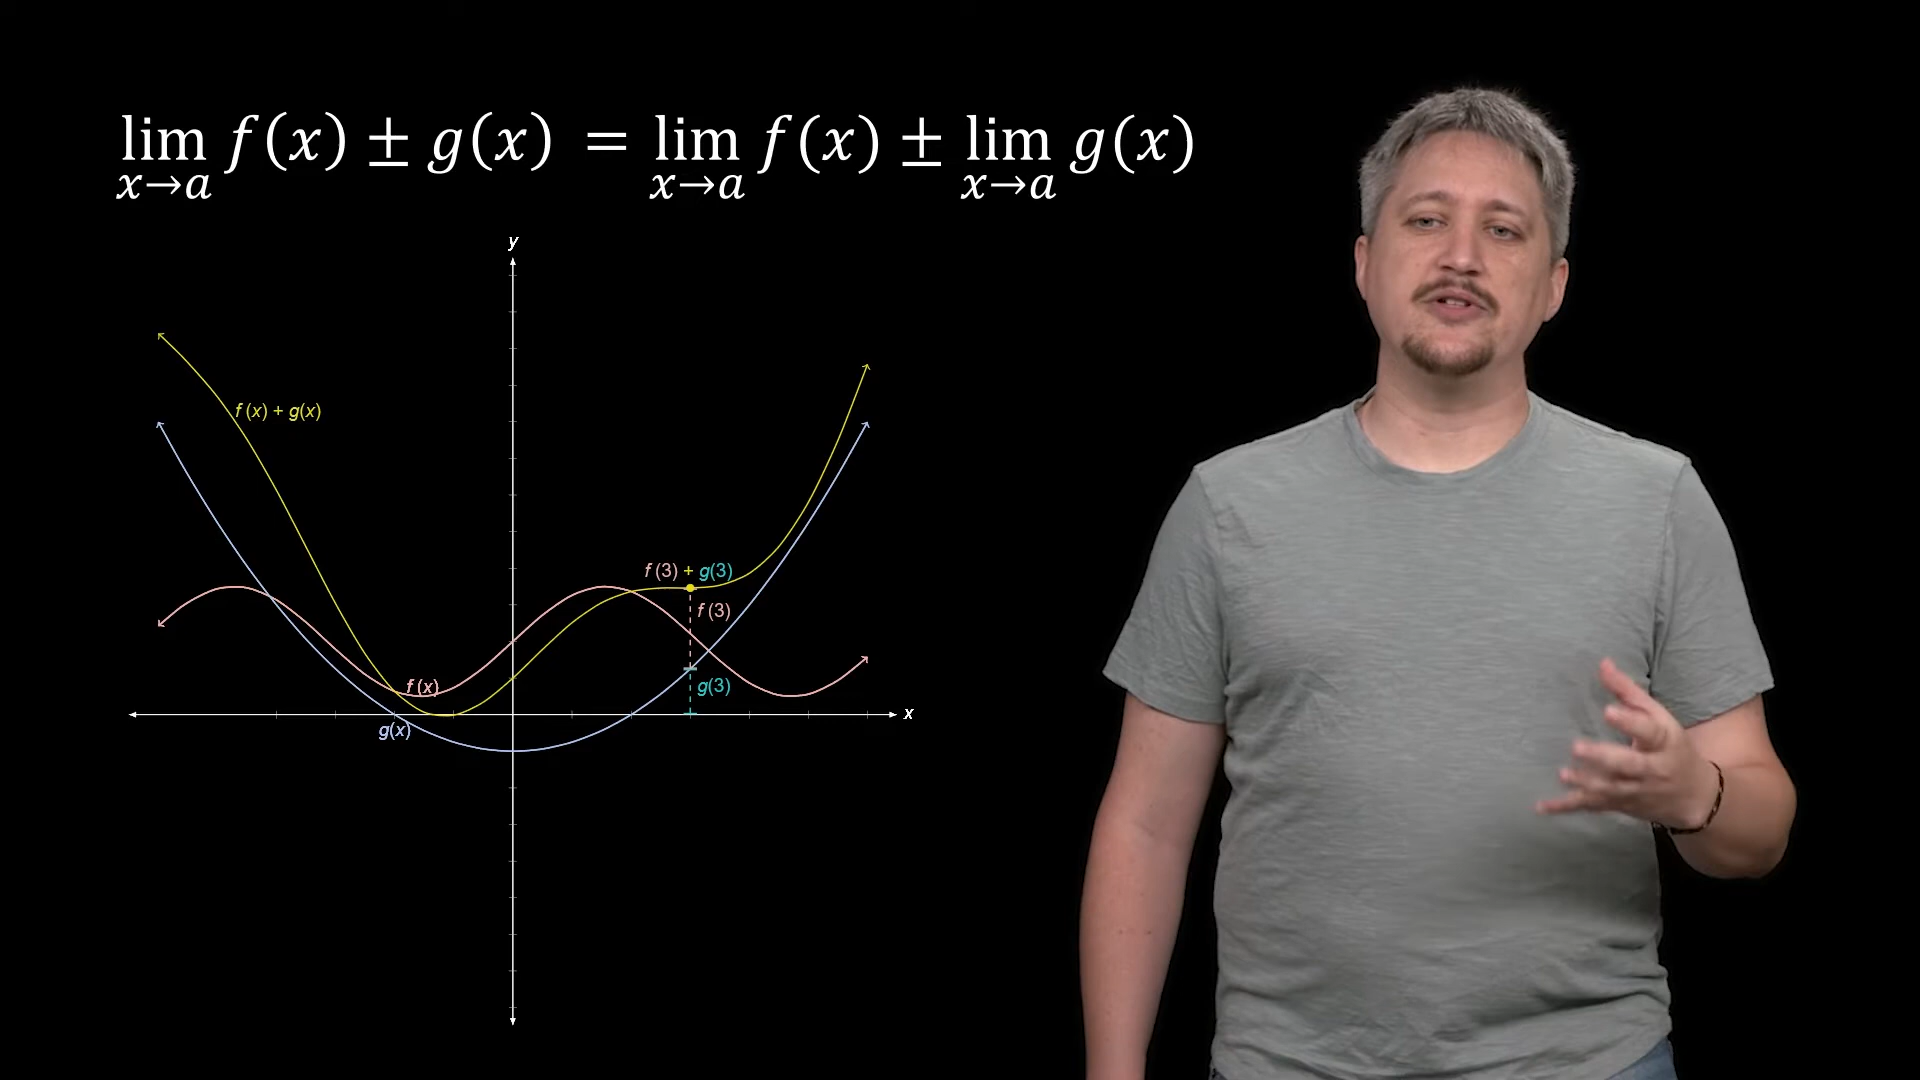 lim f(x) ± g(x) = lim f(x) ± lim g(x)
x→a x→a x→a
y
f(x) + g(x)
f(3) + g(3)
f(3)
f(x)
g(3)
x
g(x)